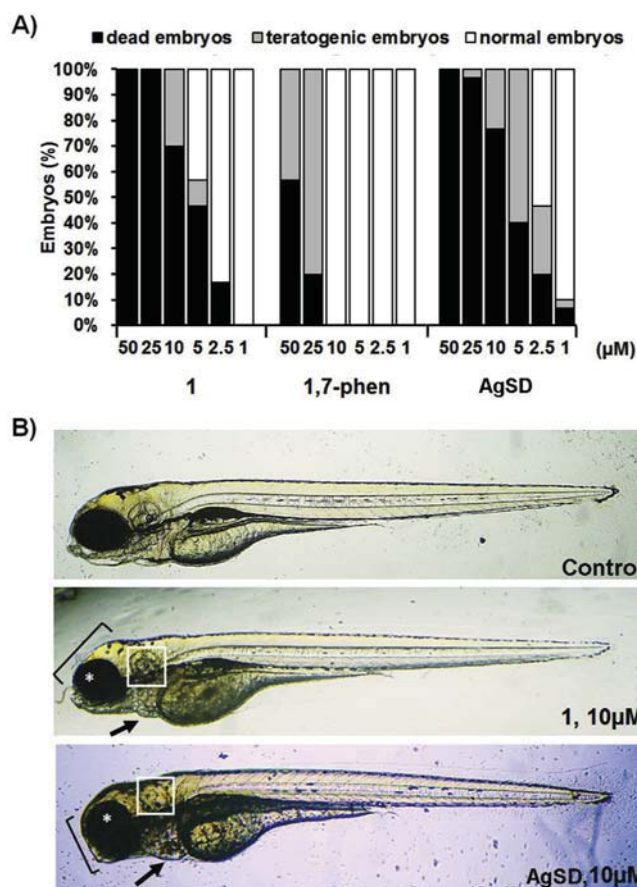 A)
dead embryos teratogenic embryos normal embryos
Embryos (%)
100%
90%
80%
70%
60%
50%
40%
30%
20%
10%
0%
50 25 10 5 2.5 1 50 25 10 5 2.5 1 50 25 10 5 2.5 1 (µM)
1 1,7-phen AgSD
B)
Control
*
1, 10µM
*
AgSD, 10µM